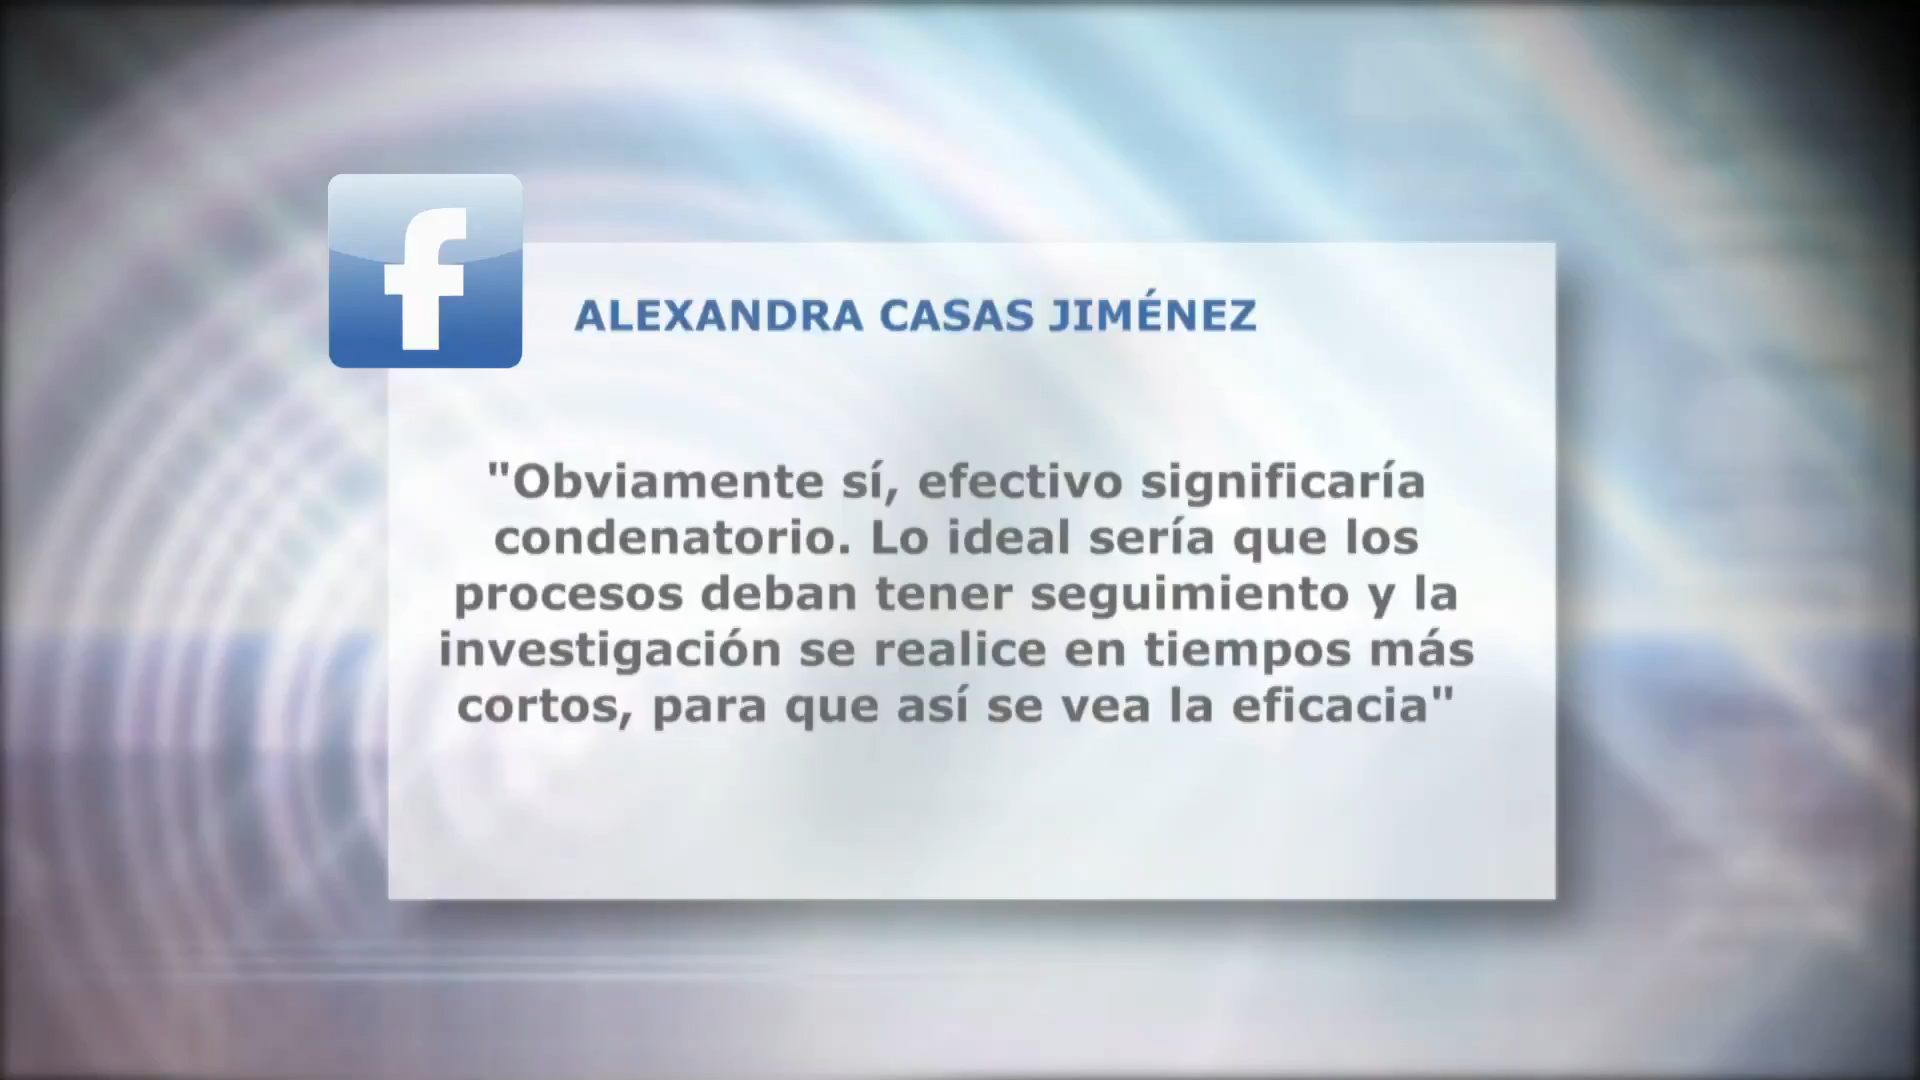 f
ALEXANDRA CASAS JIMÉNEZ
"Obviamente sí, efectivo significaría
condenatorio. Lo ideal sería que los
procesos deban tener seguimiento y la
investigación se realice en tiempos más
cortos, para que así se vea la eficacia"